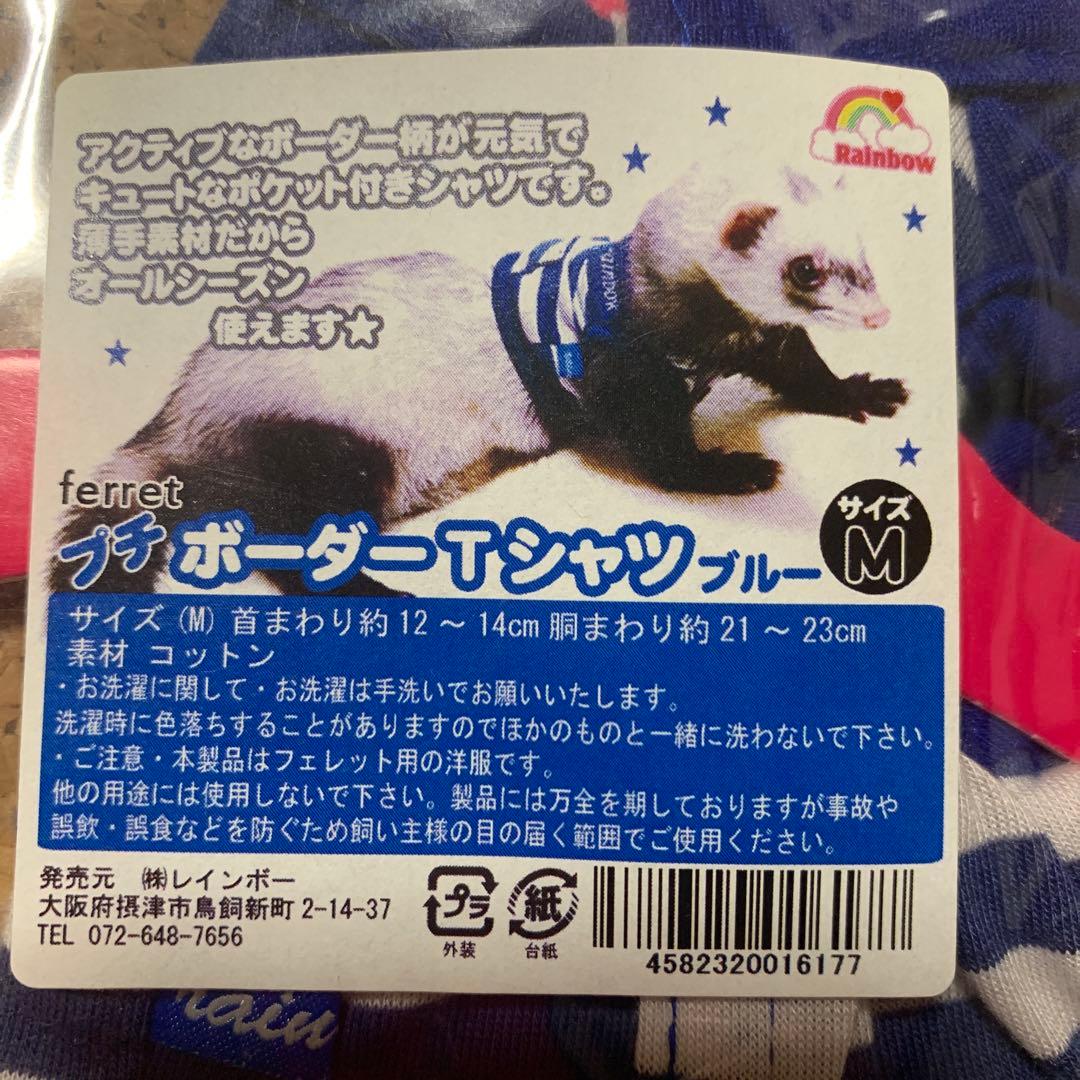 Rainbow
アクティブなボーダー柄が元気で
キュートなポケット付きシャツです。
薄手素材だから
オールシーズン
使えます★
ferret
プチ ボーダーTシャツ ブルー
サイズ
M
サイズ (M) 首まわり約 12 ～ 14cm 胴まわり約 21 ～ 23cm
素材 コットン
・お洗濯に関して・お洗濯は手洗いでお願いいたします。
洗濯時に色落ちすることがありますのでほかのものと一緒に洗わないで下さい。
・ご注意・本製品はフェレット用の洋服です。
他の用途には使用しないで下さい。製品には万全を期しておりますが事故や
誤飲・誤食などを防ぐため飼い主様の目の届く範囲でご使用ください。
発売元 ㈱レインボー
大阪府摂津市鳥飼新町 2-14-37
TEL 072-648-7656
プラ
外装
紙
台紙
4582320016177